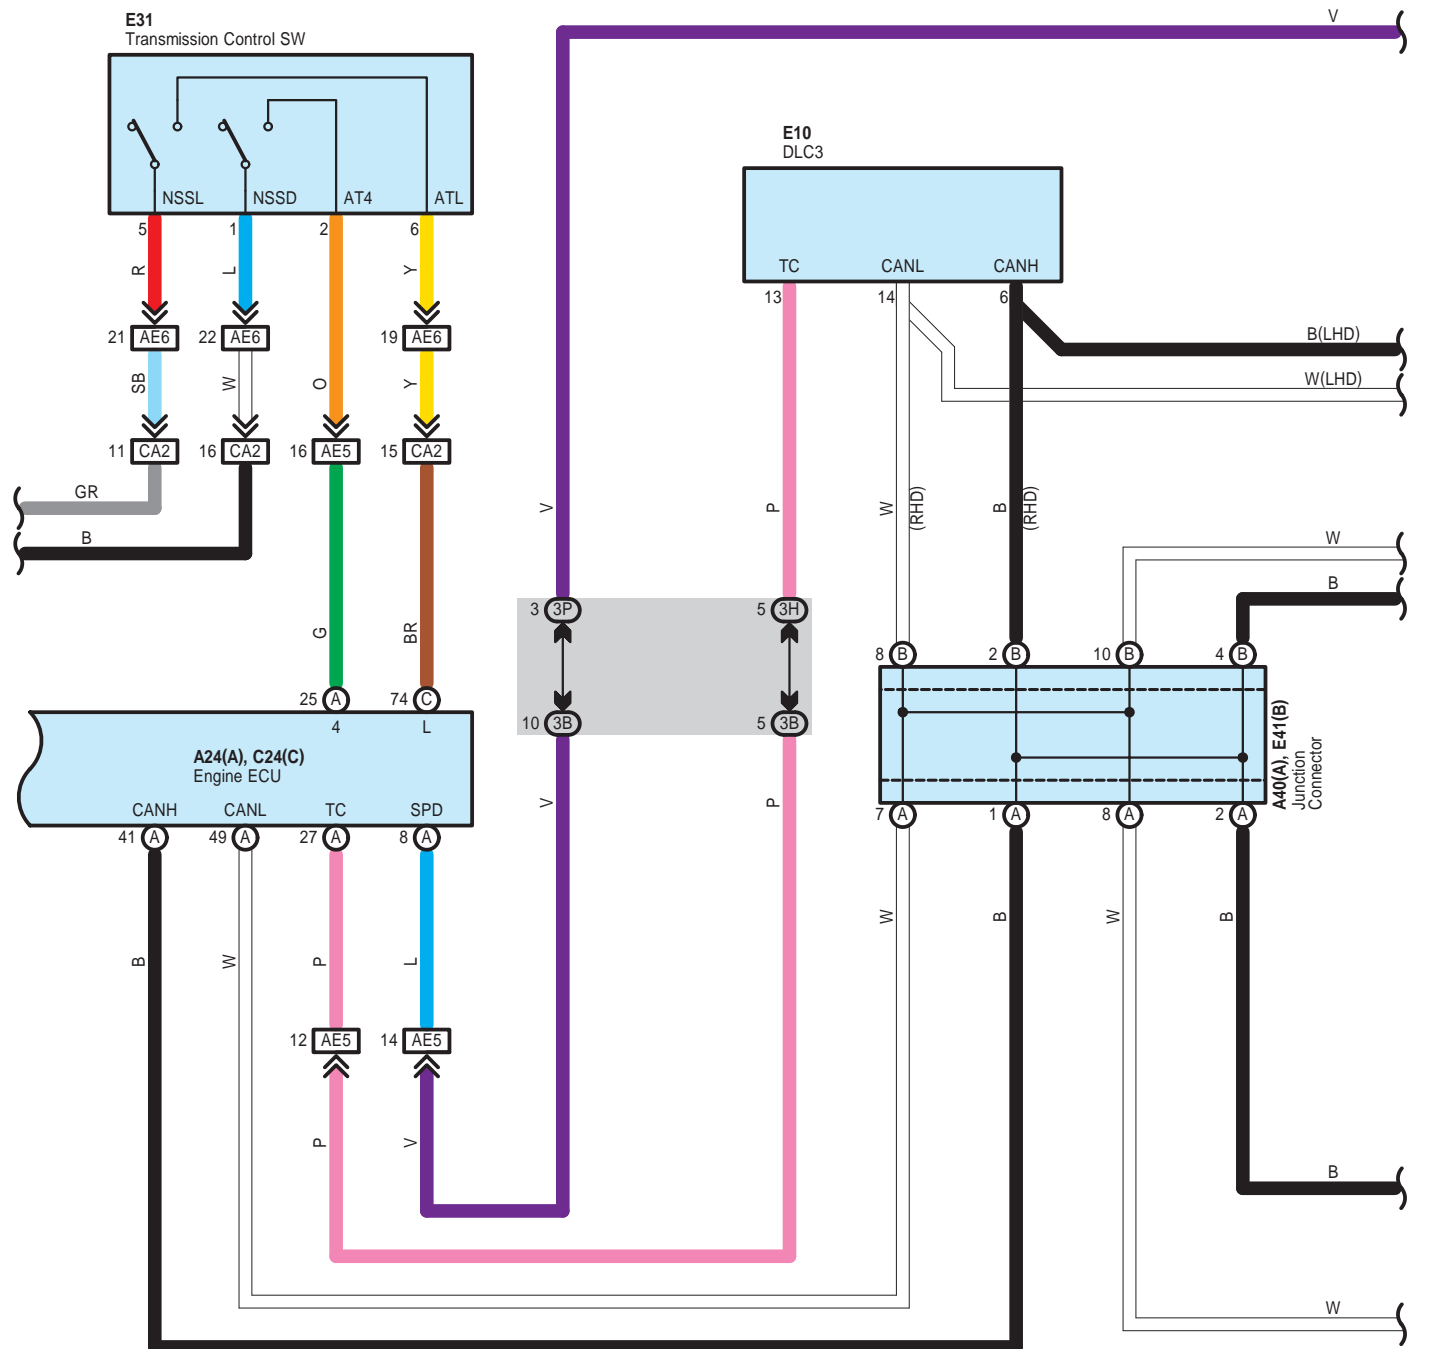 E31
Transmission Control SW
V
E10
DLC3
NSSL NSSD AT4 ATL
5 1 2 6
R L Y
TC CANL CANH
13 14 6
21 AE6 22 AE6 19 AE6
B(LHD)
W(LHD)
SB W O Y
11 CA2 16 CA2 16 AE5 15 CA2
GR
B
V P W (RHD) B (RHD)
W
B
3 3P 5 3H
G BR
8 B 2 B 10 B 4 B
25 A 74 C
4 L
10 3B 5 3B
A24(A), C24(C)
Engine ECU
A40(A), E41(B)
Junction
Connector
CANH CANL TC SPD
V P
41 A 49 A 27 A 8 A
7 A 1 A 8 A 2 A
W B W B
B W P L
12 AE5 14 AE5
P V
B
W